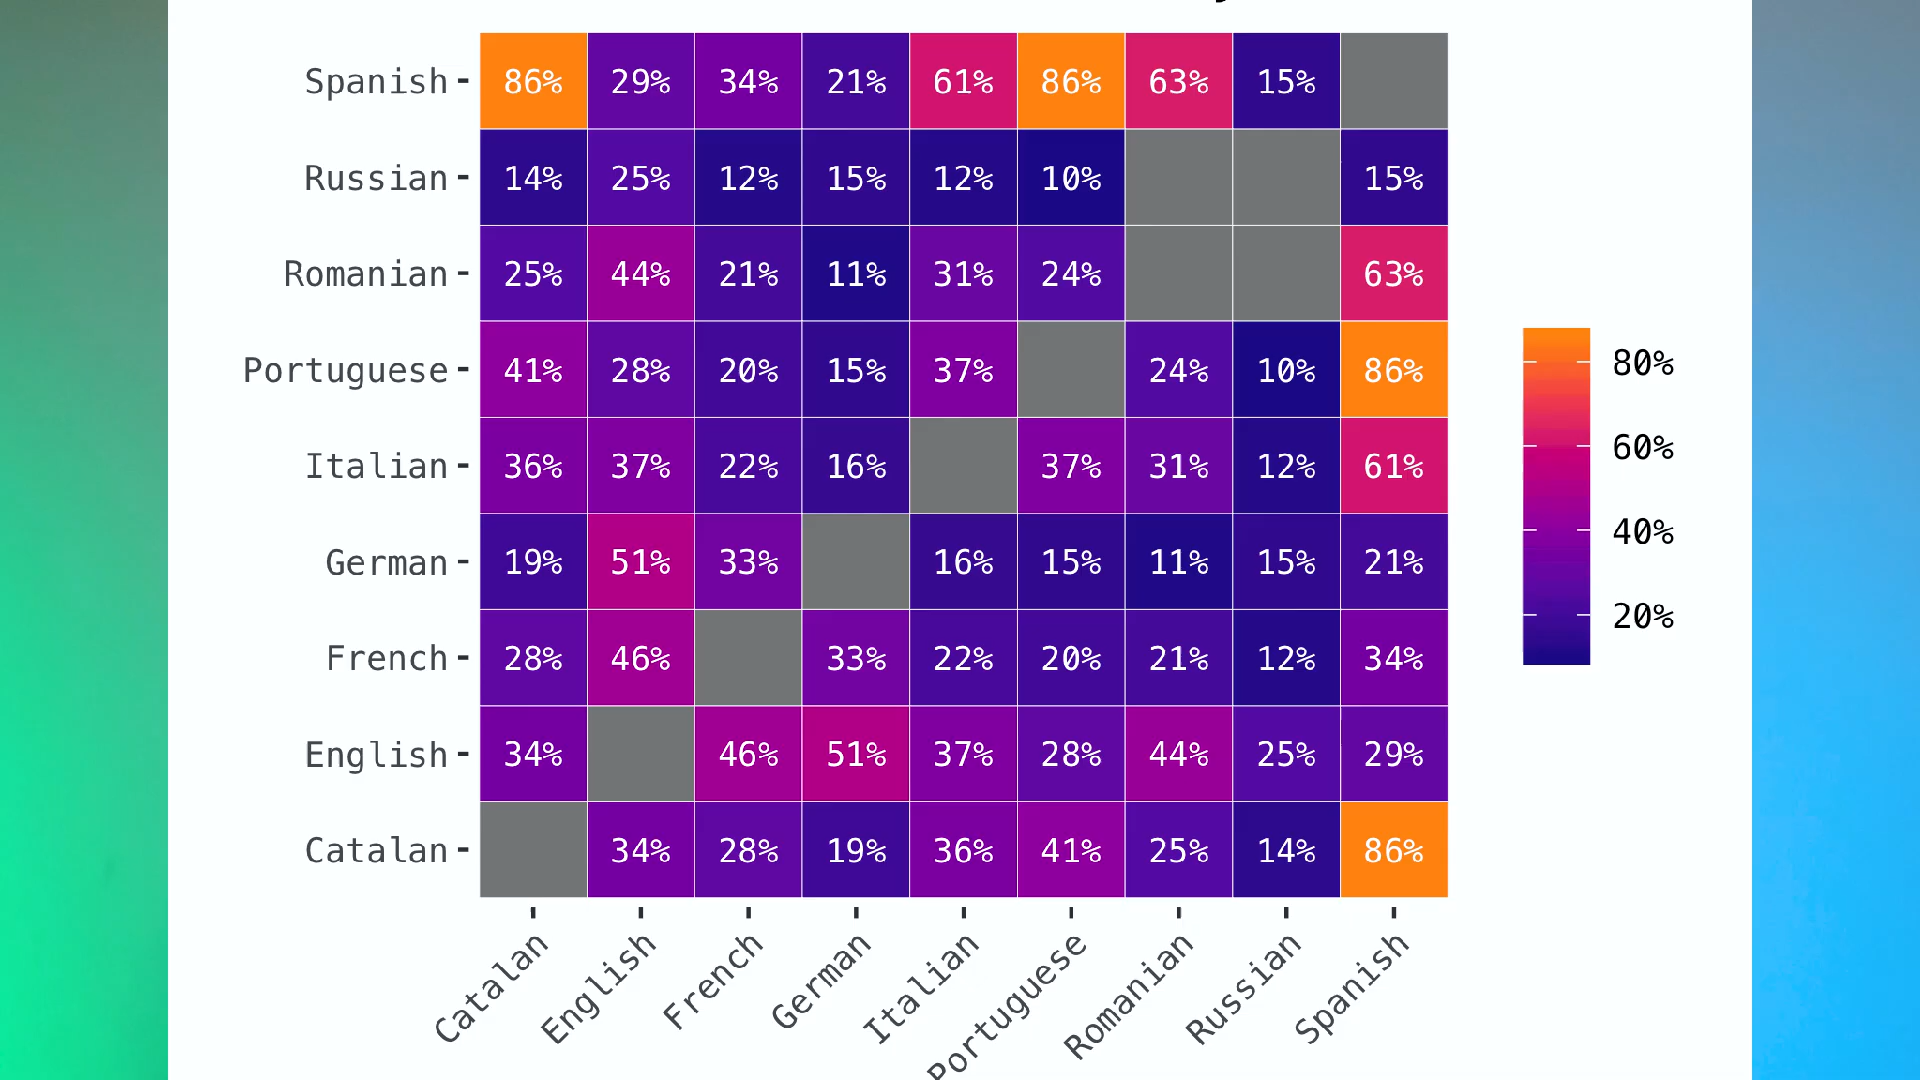 Spanish 86% 29% 34% 21% 61% 86% 63% 15%
Russian 14% 25% 12% 15% 12% 10% 15%
Romanian 25% 44% 21% 11% 31% 24% 63%
Portuguese 41% 28% 20% 15% 37% 24% 10% 86%
Italian 36% 37% 22% 16% 37% 31% 12% 61%
German 19% 51% 33% 16% 15% 11% 15% 21%
French 28% 46% 33% 22% 20% 21% 12% 34%
English 34% 46% 51% 37% 28% 44% 25% 29%
Catalan 34% 28% 19% 36% 41% 25% 14% 86%
Catalan English French German Italian Portuguese Romanian Russian Spanish
80%
60%
40%
20%